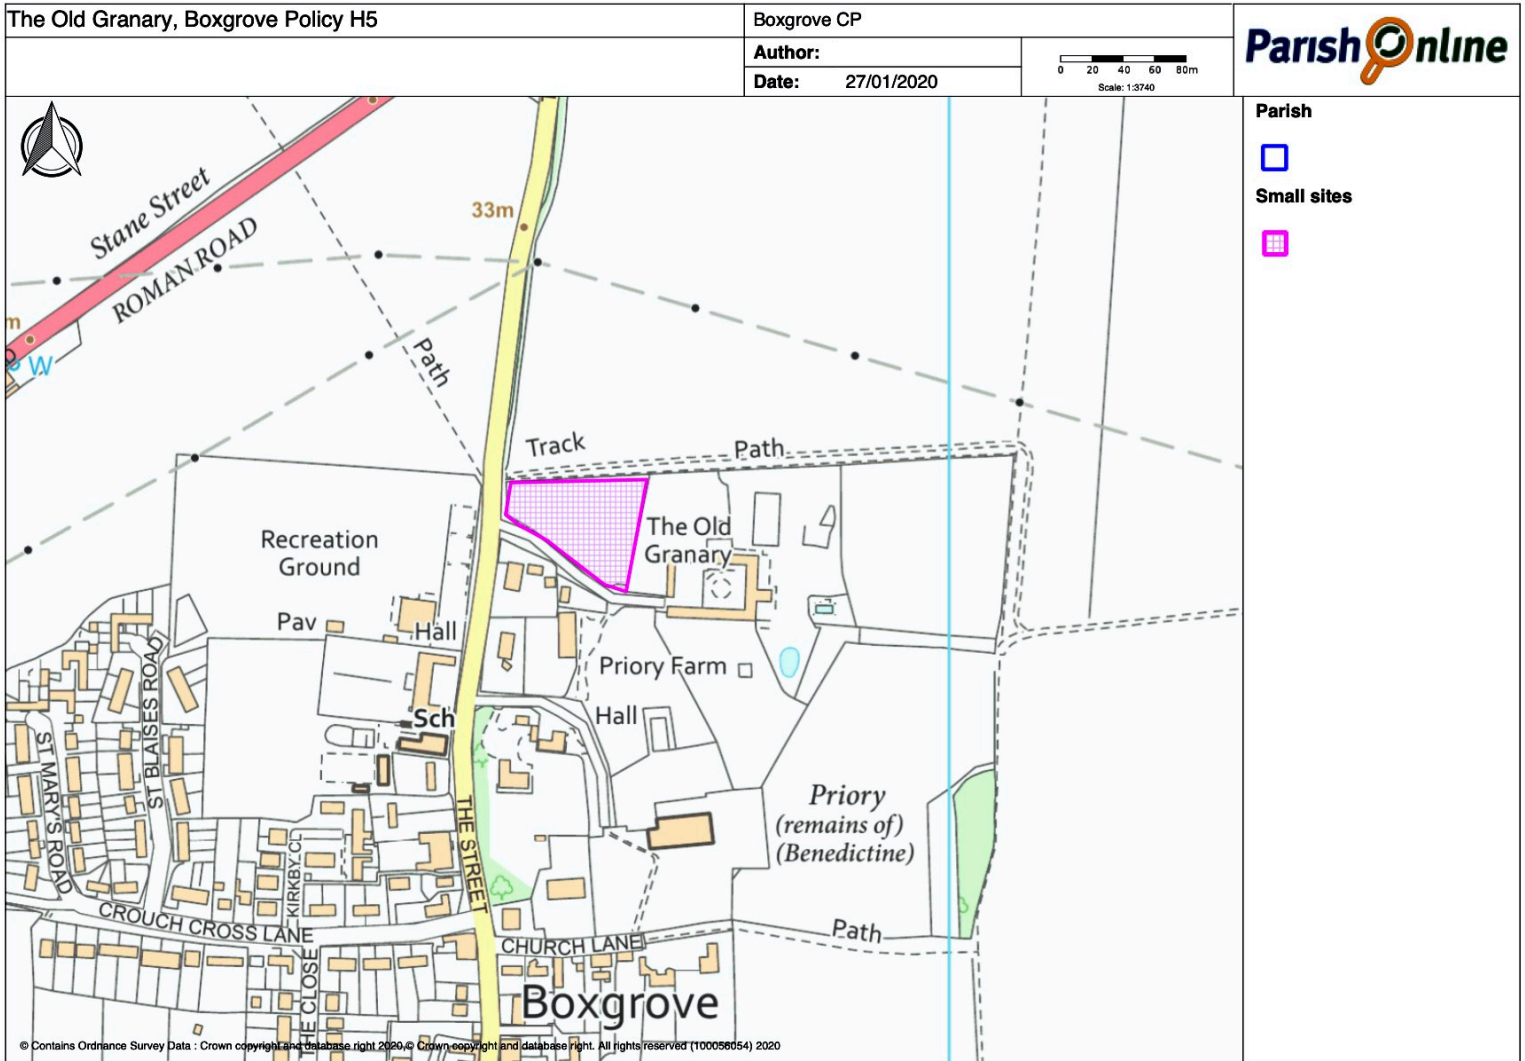 The Old Granary, Boxgrove Policy H5
Boxgrove CP
Author:
Date: 27/01/2020
0 20 40 60 80m
Scale: 1:3740
Parish Online
Parish
Small sites
Stane Street
ROMAN ROAD
33m
m
W
Path
Track
Path
Recreation
Ground
The Old
Granary
Pav
Hall
Priory Farm
Hall
Sch
ST BLAISES ROAD
ST MARY'S ROAD
THE STREET
KIRKBY CL
Priory
(remains of)
(Benedictine)
CROUCH CROSS LANE
CHURCH LANE
Path
THE CLOSE
Boxgrove
© Contains Ordnance Survey Data : Crown copyright and database right 2020,© Crown copyright and database right. All rights reserved (100056054) 2020